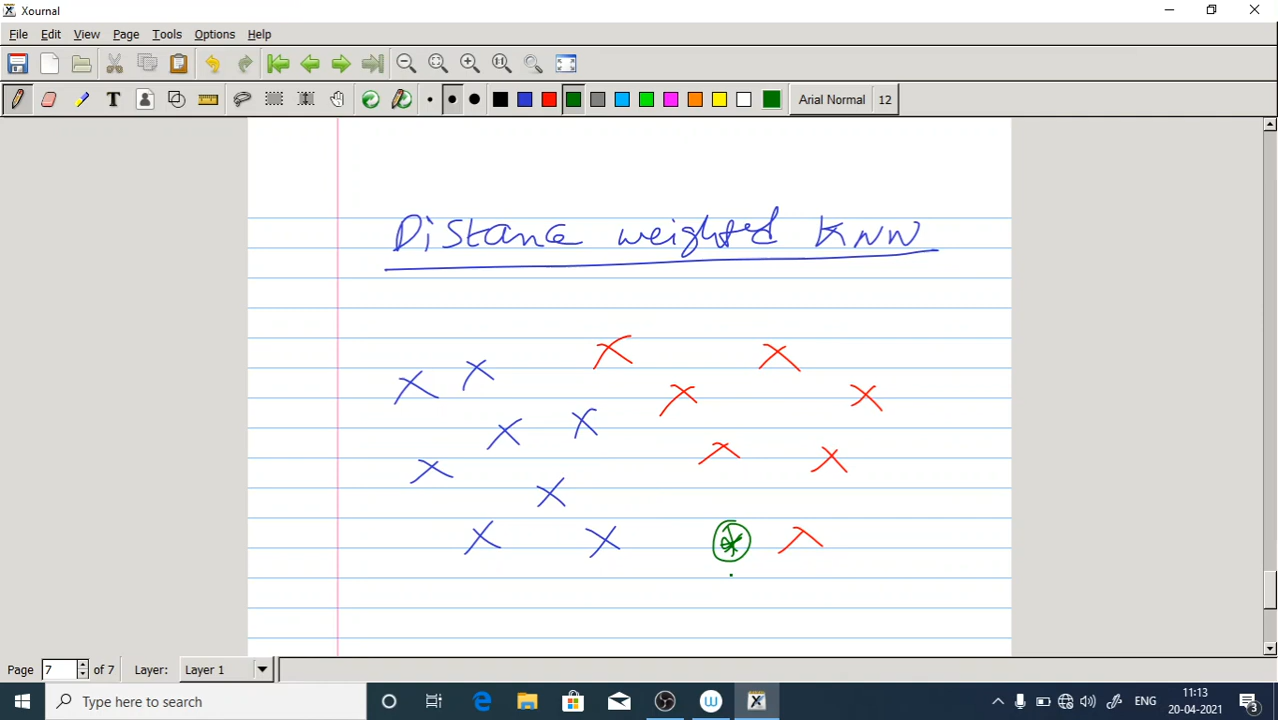 Xournal
File Edit View Page Tools Options Help
Arial Normal 12
Distance weighted KNN
Page 7 of 7 Layer: Layer 1
Type here to search
ENG
11:13
20-04-2021
3